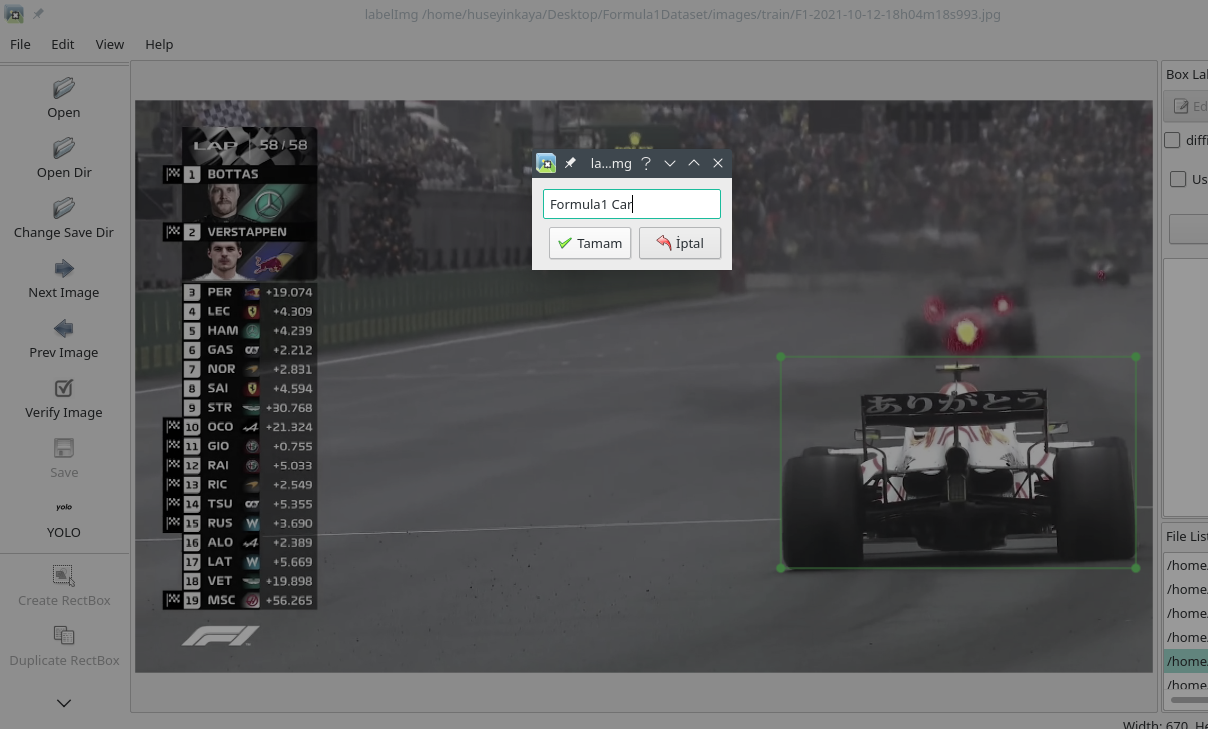 labelImg /home/huseyinkaya/Desktop/Formula1Dataset/images/train/F1-2021-10-12-18h04m18s993.jpg
File Edit View Help
Open
Open Dir
Change Save Dir
Next Image
Prev Image
Verify Image
Save
yolo
YOLO
Create RectBox
Duplicate RectBox
LAP 58/58
1 BOTTAS
2 VERSTAPPEN
3 PER +19.074
4 LEC +4.309
5 HAM +4.239
6 GAS +2.212
7 NOR +2.831
8 SAI +4.594
9 STR +30.768
10 OCO +21.324
11 GIO +0.755
12 RAI +5.033
13 RIC +2.549
14 TSU +5.355
15 RUS +3.690
16 ALO +2.389
17 LAT +5.669
18 VET +19.898
19 MSC +56.265
F1
la...mg
Formula1 Car
Tamam İptal
ありがとう
Box Lal
Ed
diffi
Us
File List
/home.
/home.
/home.
/home.
/home.
/home.
Width: 670, He